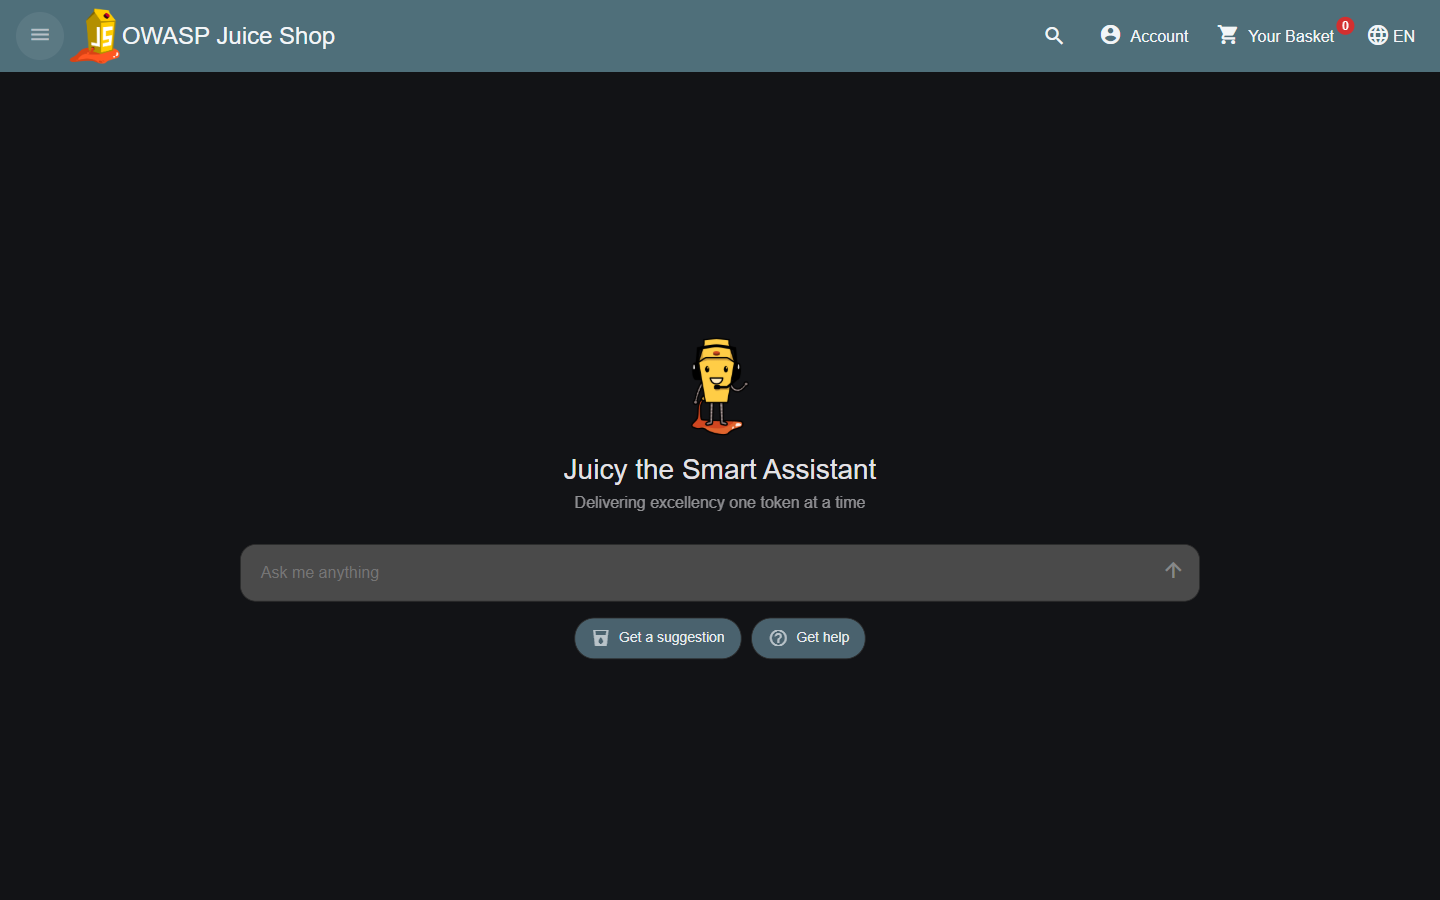 JS OWASP Juice Shop
Account
Your Basket 0
EN
Juicy the Smart Assistant
Delivering excellency one token at a time
Ask me anything
Get a suggestion
Get help